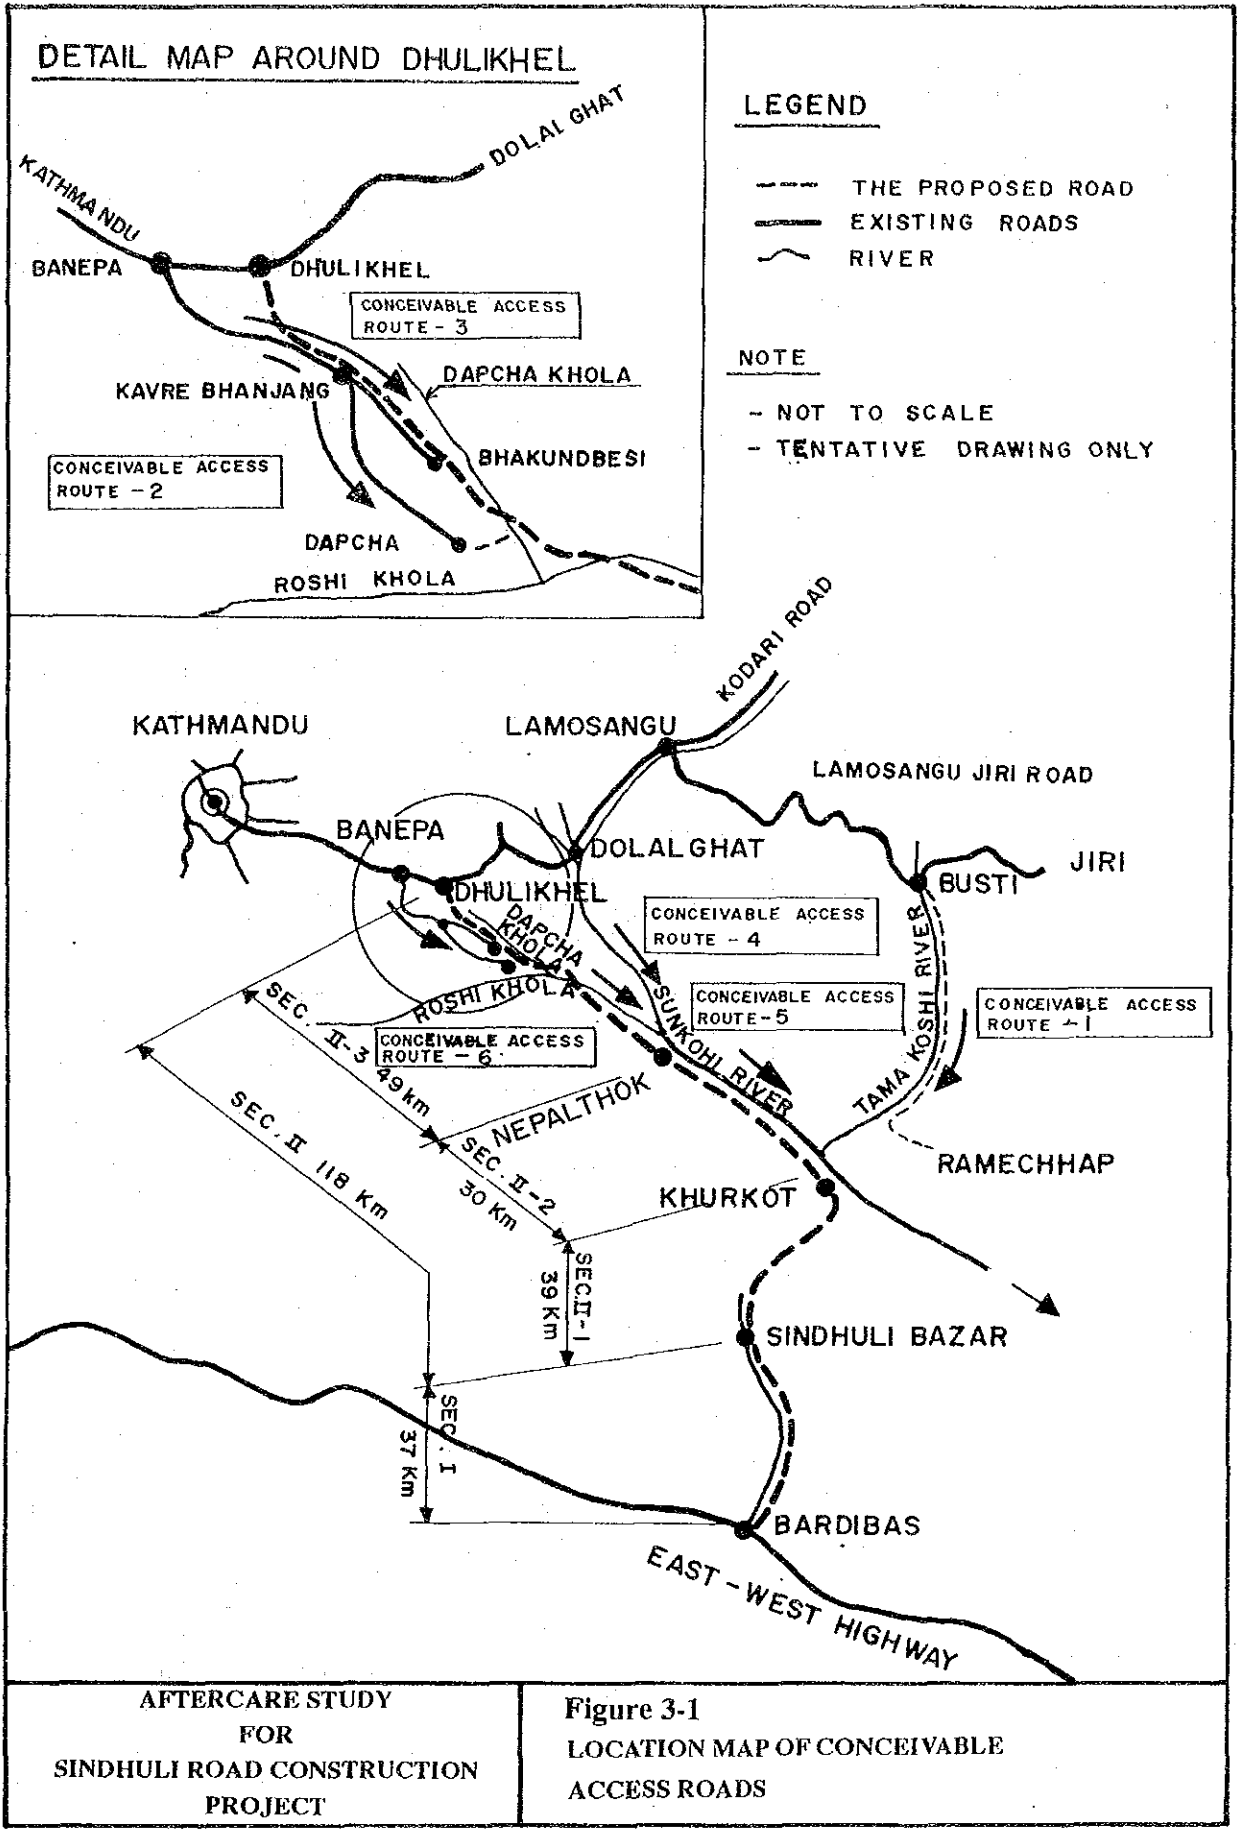 DETAIL MAP AROUND DHULIKHEL
DOLAL GHAT
KATHMANDU
BANEPA
DHULIKHEL
CONCEIVABLE ACCESS
ROUTE - 3
DAPCHA KHOLA
KAVRE BHANJANG
BHAKUNDBESI
CONCEIVABLE ACCESS
ROUTE - 2
DAPCHA
ROSHI KHOLA
LEGEND
THE PROPOSED ROAD
EXISTING ROADS
RIVER
NOTE
- NOT TO SCALE
- TENTATIVE DRAWING ONLY
KODARI ROAD
KATHMANDU
LAMOSANGU
LAMOSANGU JIRI ROAD
BANEPA
DOLALGHAT
JIRI
BUSTI
DHULIKHEL
DAPCHA
KHOLA
CONCEIVABLE ACCESS
ROUTE - 4
ROSHI KHOLA
SUNKOHL RIVER
CONCEIVABLE ACCESS
ROUTE - 5
TAMA KOSHI RIVER
CONCEIVABLE ACCESS
ROUTE - 1
CONCEIVABLE ACCESS
ROUTE - 6
SEC. II-3 49km
NEPALTHOK
SEC. II 118 Km
SEC. II-2
30 Km
RAMECHHAP
KHURKOT
SEC.II-1
39 Km
SINDHULI BAZAR
SEC. I
37 Km
BARDIBAS
EAST-WEST HIGHWAY
AFTERCARE STUDY
FOR
SINDHULI ROAD CONSTRUCTION
PROJECT
Figure 3-1
LOCATION MAP OF CONCEIVABLE
ACCESS ROADS